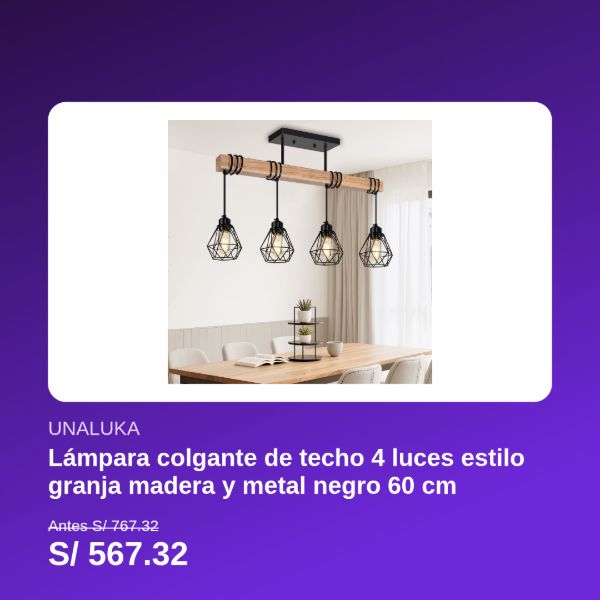 UNALUKA
Lámpara colgante de techo 4 luces estilo
granja madera y metal negro 60 cm
Antes S/ 767.32
S/ 567.32